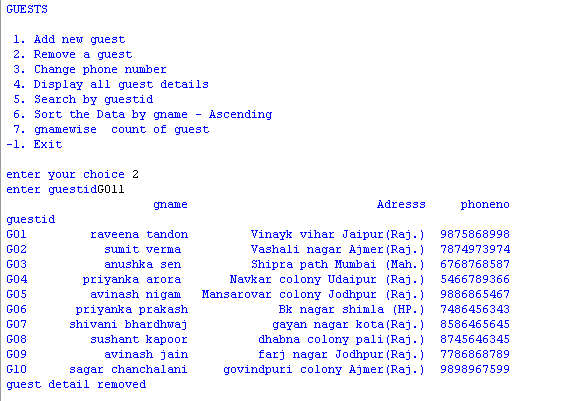 GUESTS
1. Add new guest
2. Remove a guest
3. Change phone number
4. Display all guest details
5. Search by guestid
6. Sort the Data by gname - Ascending
7. gnamewise  count of guest
-1. Exit
enter your choice 2
enter guestidG011
gname Adresss phoneno
guestid
G01 raveena tandon Vinayk vihar Jaipur(Raj.) 9875868998
G02 sumit verma Vashali nagar Ajmer(Raj.) 7874973974
G03 anushka sen Shipra path Mumbai (Mah.) 6768768587
G04 priyanka arora Navkar colony Udaipur (Raj.) 5466789366
G05 avinash nigam Mansarovar colony Jodhpur (Raj.) 9886865467
G06 priyanka prakash Bk nagar shimla (HP.) 7486456343
G07 shivani bhardhwaj gayan nagar kota(Raj.) 8586465645
G08 sushant kapoor dhabna colony pali(Raj.) 8745646345
G09 avinash jain farj nagar Jodhpur(Raj.) 7786868789
G10 sagar chanchalani govindpuri colony Ajmer(Raj.) 9898967599
guest detail removed